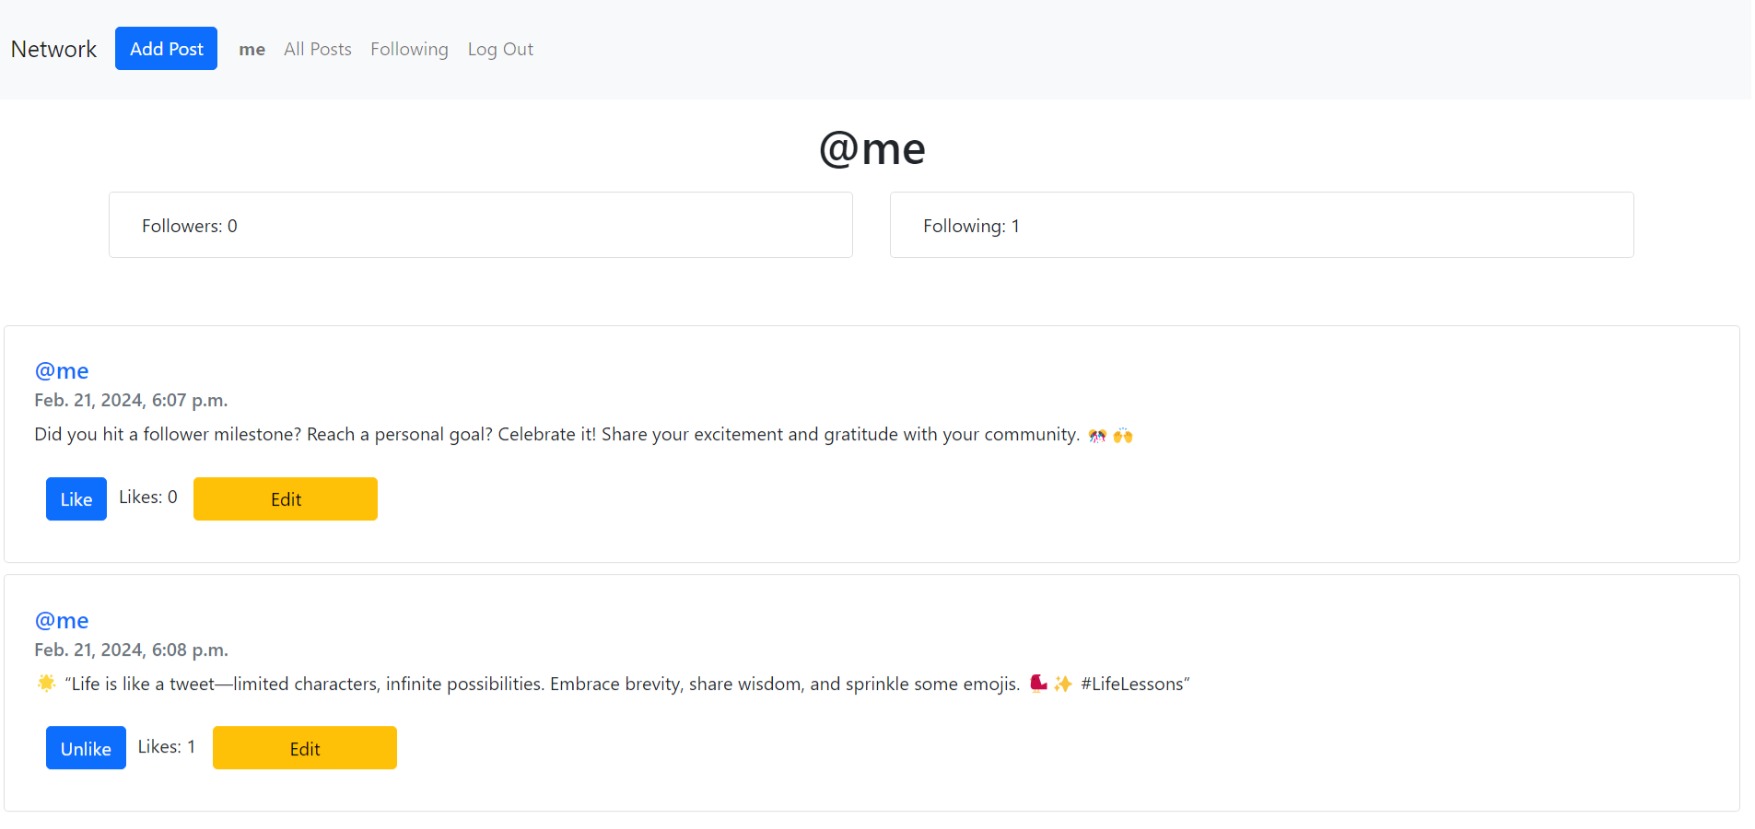 Network Add Post me All Posts Following Log Out
@me
Followers: 0 Following: 1
@me
Feb. 21, 2024, 6:07 p.m.
Did you hit a follower milestone? Reach a personal goal? Celebrate it! Share your excitement and gratitude with your community. 🎊🙌
Like Likes: 0 Edit
@me
Feb. 21, 2024, 6:08 p.m.
🌟 “Life is like a tweet—limited characters, infinite possibilities. Embrace brevity, share wisdom, and sprinkle some emojis. ✨ #LifeLessons”
Unlike Likes: 1 Edit